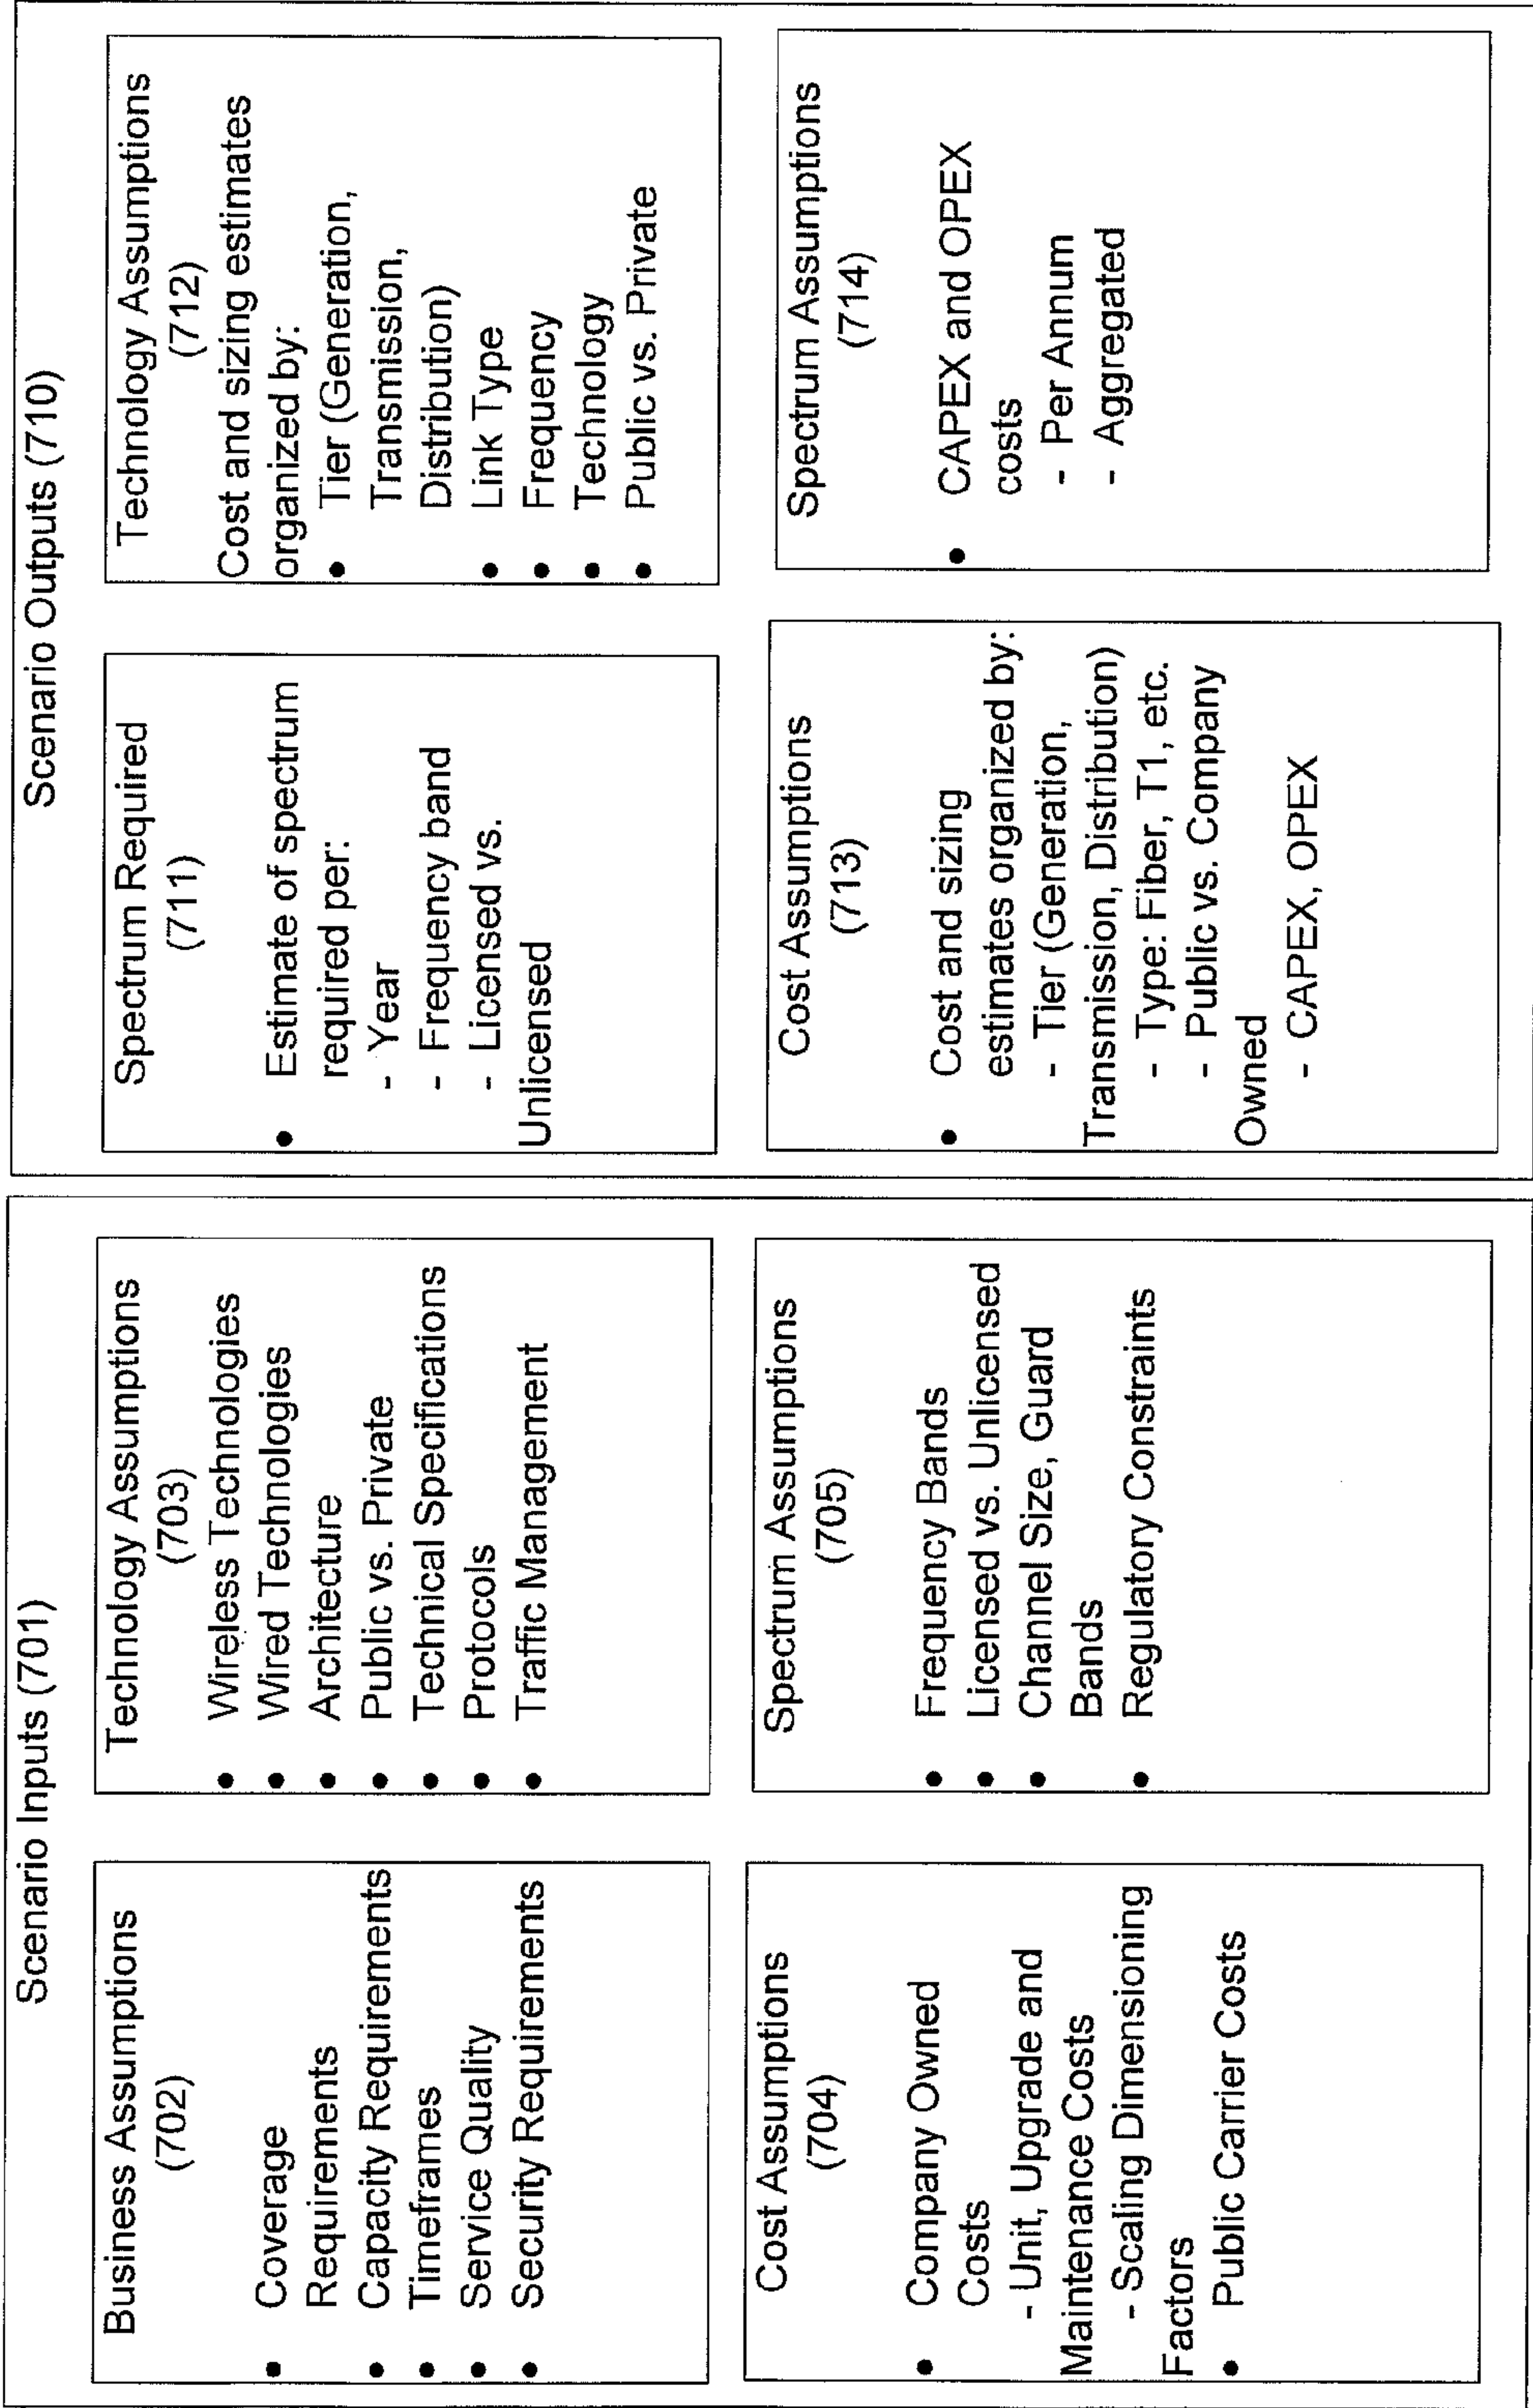 Scenario Inputs (701)
Business Assumptions
(702)
• Coverage
Requirements
• Capacity Requirements
• Timeframes
• Service Quality
• Security Requirements
Technology Assumptions
(703)
• Wireless Technologies
• Wired Technologies
• Architecture
• Public vs. Private
• Technical Specifications
• Protocols
• Traffic Management
Cost Assumptions
(704)
• Company Owned
Costs
- Unit, Upgrade and
Maintenance Costs
- Scaling Dimensioning
Factors
• Public Carrier Costs
Spectrum Assumptions
(705)
• Frequency Bands
• Licensed vs. Unlicensed
• Channel Size, Guard
Bands
• Regulatory Constraints
Scenario Outputs (710)
Spectrum Required
(711)
• Estimate of spectrum
required per:
- Year
- Frequency band
- Licensed vs.
Unlicensed
Technology Assumptions
(712)
Cost and sizing estimates
organized by:
• Tier (Generation,
Transmission,
Distribution)
• Link Type
• Frequency
• Technology
• Public vs. Private
Cost Assumptions
(713)
• Cost and sizing
estimates organized by:
- Tier (Generation,
Transmission, Distribution)
- Type: Fiber, T1, etc.
- Public vs. Company
Owned
- CAPEX, OPEX
Spectrum Assumptions
(714)
• CAPEX and OPEX
costs
- Per Annum
- Aggregated